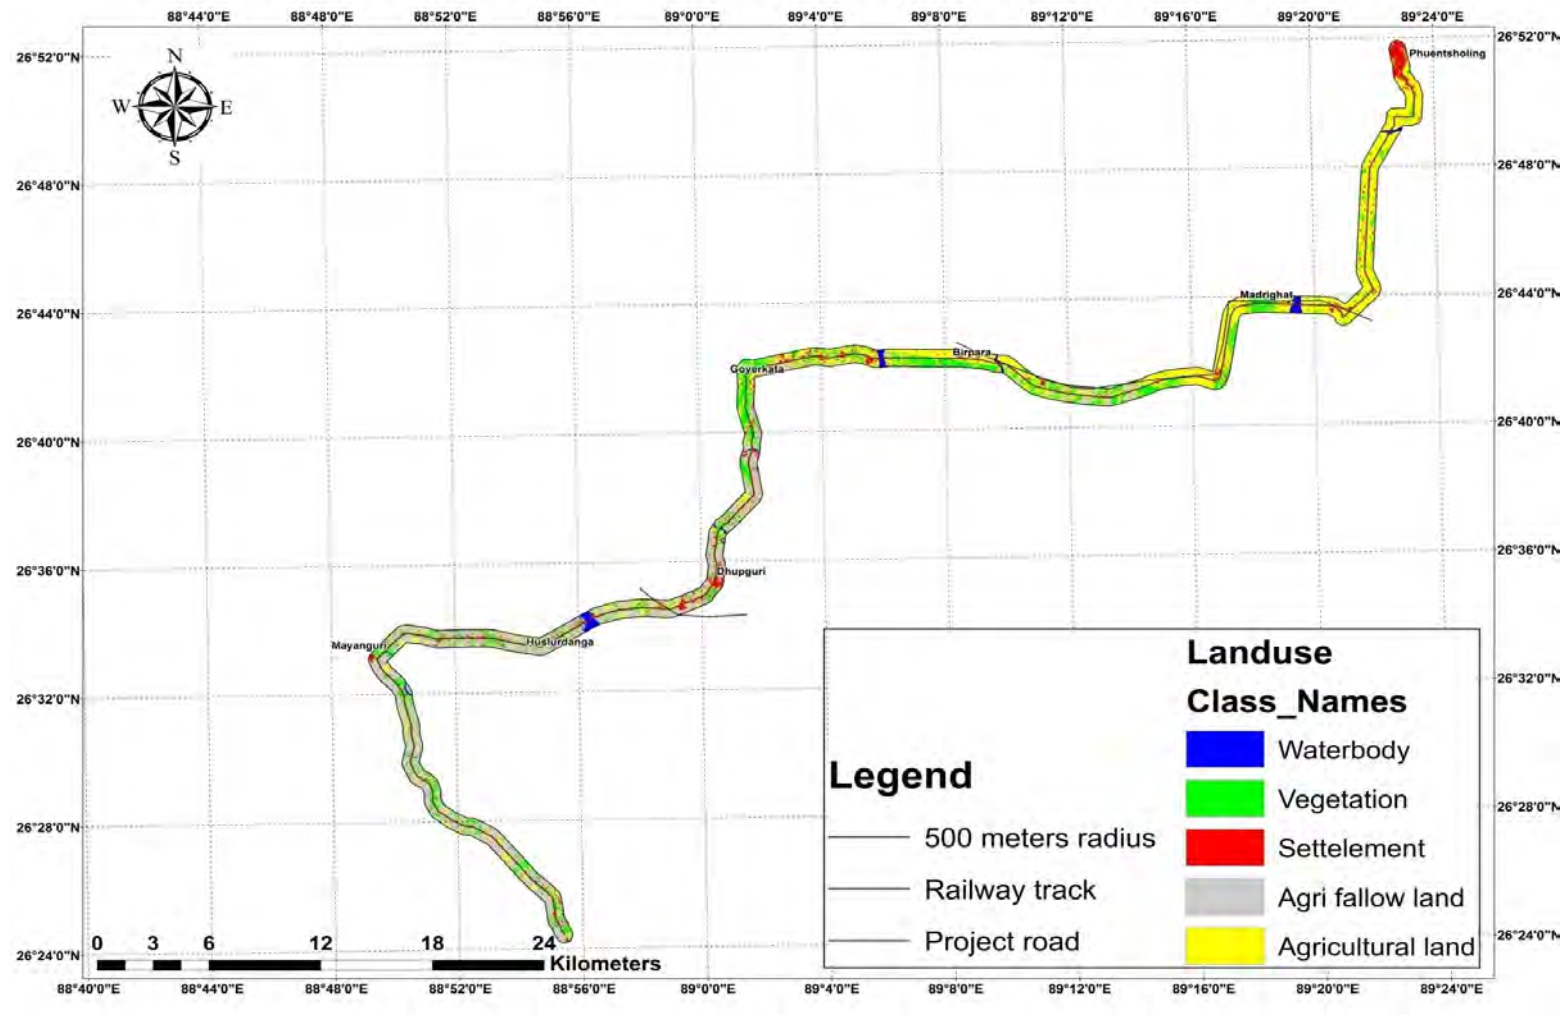 88°44'0"E 88°48'0"E 88°52'0"E 88°56'0"E 89°0'0"E 89°4'0"E 89°8'0"E 89°12'0"E 89°16'0"E 89°20'0"E 89°24'0"E
26°52'0"N
26°52'0"N
N
W E
S
Phuentsholing
26°48'0"N
26°48'0"N
26°44'0"N
26°44'0"N
Madrighat
Birpara
Goyerkata
26°40'0"N
26°40'0"N
26°36'0"N
26°36'0"N
Dhupguri
Mayanguri
Huslurdanga
26°32'0"N
26°32'0"N
26°28'0"N
26°28'0"N
26°24'0"N
26°24'0"N
Legend
500 meters radius
Railway track
Project road
Landuse
Class_Names
Waterbody
Vegetation
Settelement
Agri fallow land
Agricultural land
0 3 6 12 18 24
Kilometers
88°40'0"E 88°44'0"E 88°48'0"E 88°52'0"E 88°56'0"E 89°0'0"E 89°4'0"E 89°8'0"E 89°12'0"E 89°16'0"E 89°20'0"E 89°24'0"E